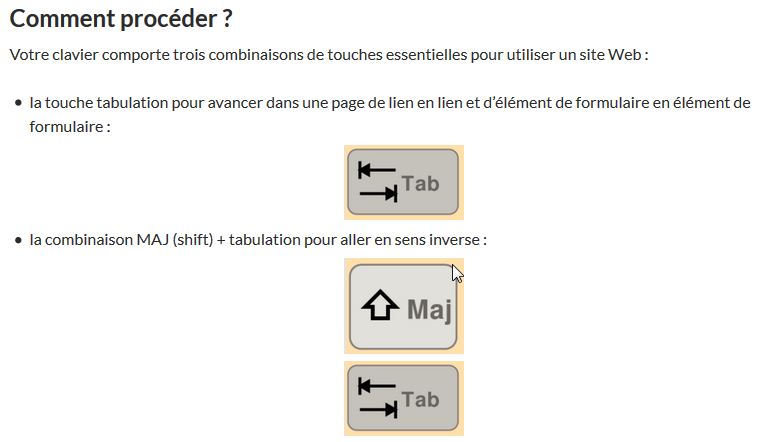 Comment procéder ?
Votre clavier comporte trois combinaisons de touches essentielles pour utiliser un site Web :
• la touche tabulation pour avancer dans une page de lien en lien et d’élément de formulaire en élément de
formulaire :
Tab
• la combinaison MAJ (shift) + tabulation pour aller en sens inverse :
Maj
Tab